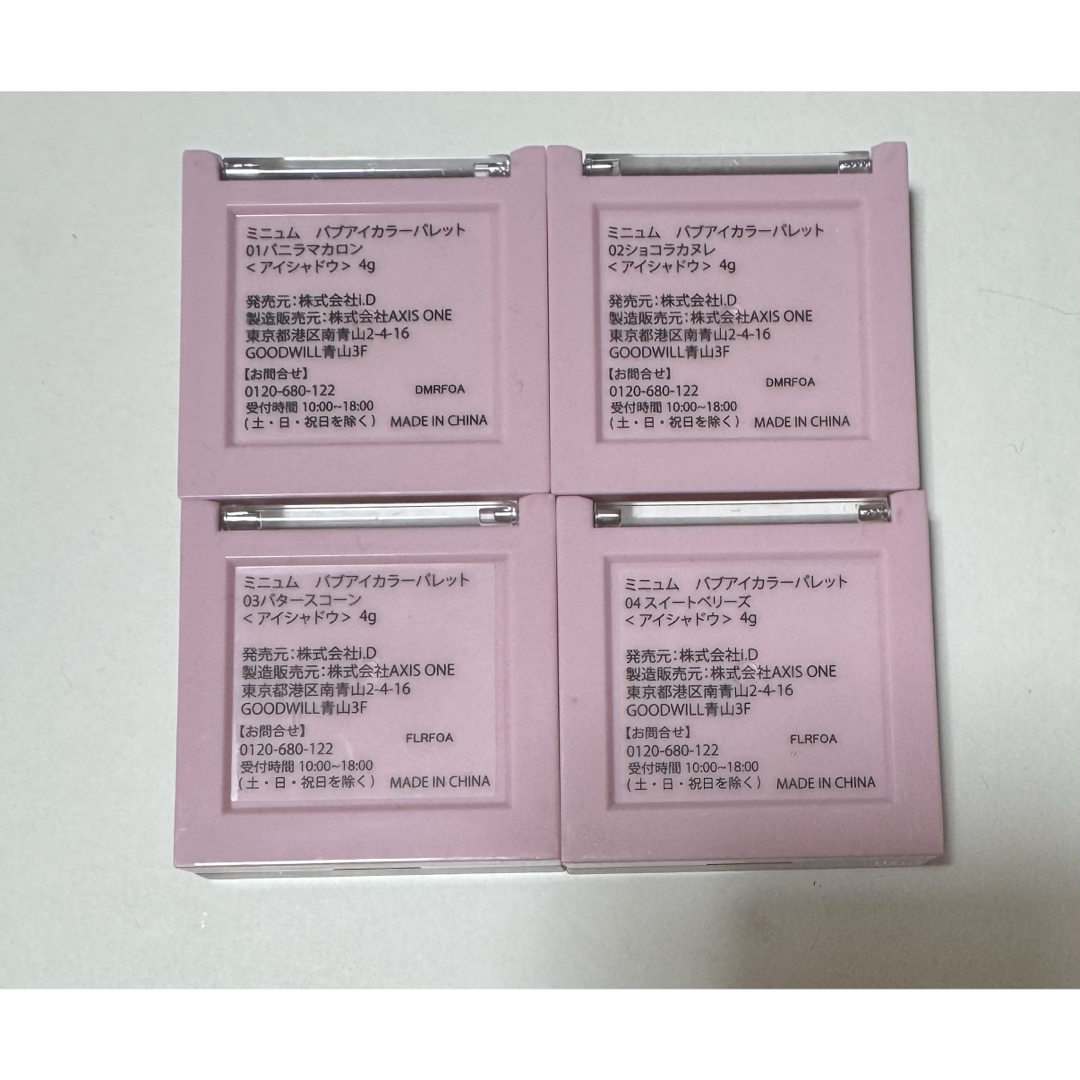 ミニュム　バブアイカラーパレット
01バニラマカロン
<アイシャドウ> 4g
発売元:株式会社i.D
製造販売元:株式会社AXIS ONE
東京都港区南青山2-4-16
GOODWILL青山3F
【お問合せ】
0120-680-122 DMRFOA
受付時間 10:00~18:00
(土・日・祝日を除く) MADE IN CHINA
ミニュム　バブアイカラーパレット
02ショコラカヌレ
<アイシャドウ> 4g
発売元:株式会社i.D
製造販売元:株式会社AXIS ONE
東京都港区南青山2-4-16
GOODWILL青山3F
【お問合せ】
0120-680-122 DMRFOA
受付時間 10:00~18:00
(土・日・祝日を除く) MADE IN CHINA
ミニュム　バブアイカラーパレット
03バタースコーン
<アイシャドウ> 4g
発売元:株式会社i.D
製造販売元:株式会社AXIS ONE
東京都港区南青山2-4-16
GOODWILL青山3F
【お問合せ】
0120-680-122 FLRFOA
受付時間 10:00~18:00
(土・日・祝日を除く) MADE IN CHINA
ミニュム　バブアイカラーパレット
04 スイートベリーズ
<アイシャドウ> 4g
発売元:株式会社i.D
製造販売元:株式会社AXIS ONE
東京都港区南青山2-4-16
GOODWILL青山3F
【お問合せ】
0120-680-122 FLRFOA
受付時間 10:00~18:00
(土・日・祝日を除く) MADE IN CHINA